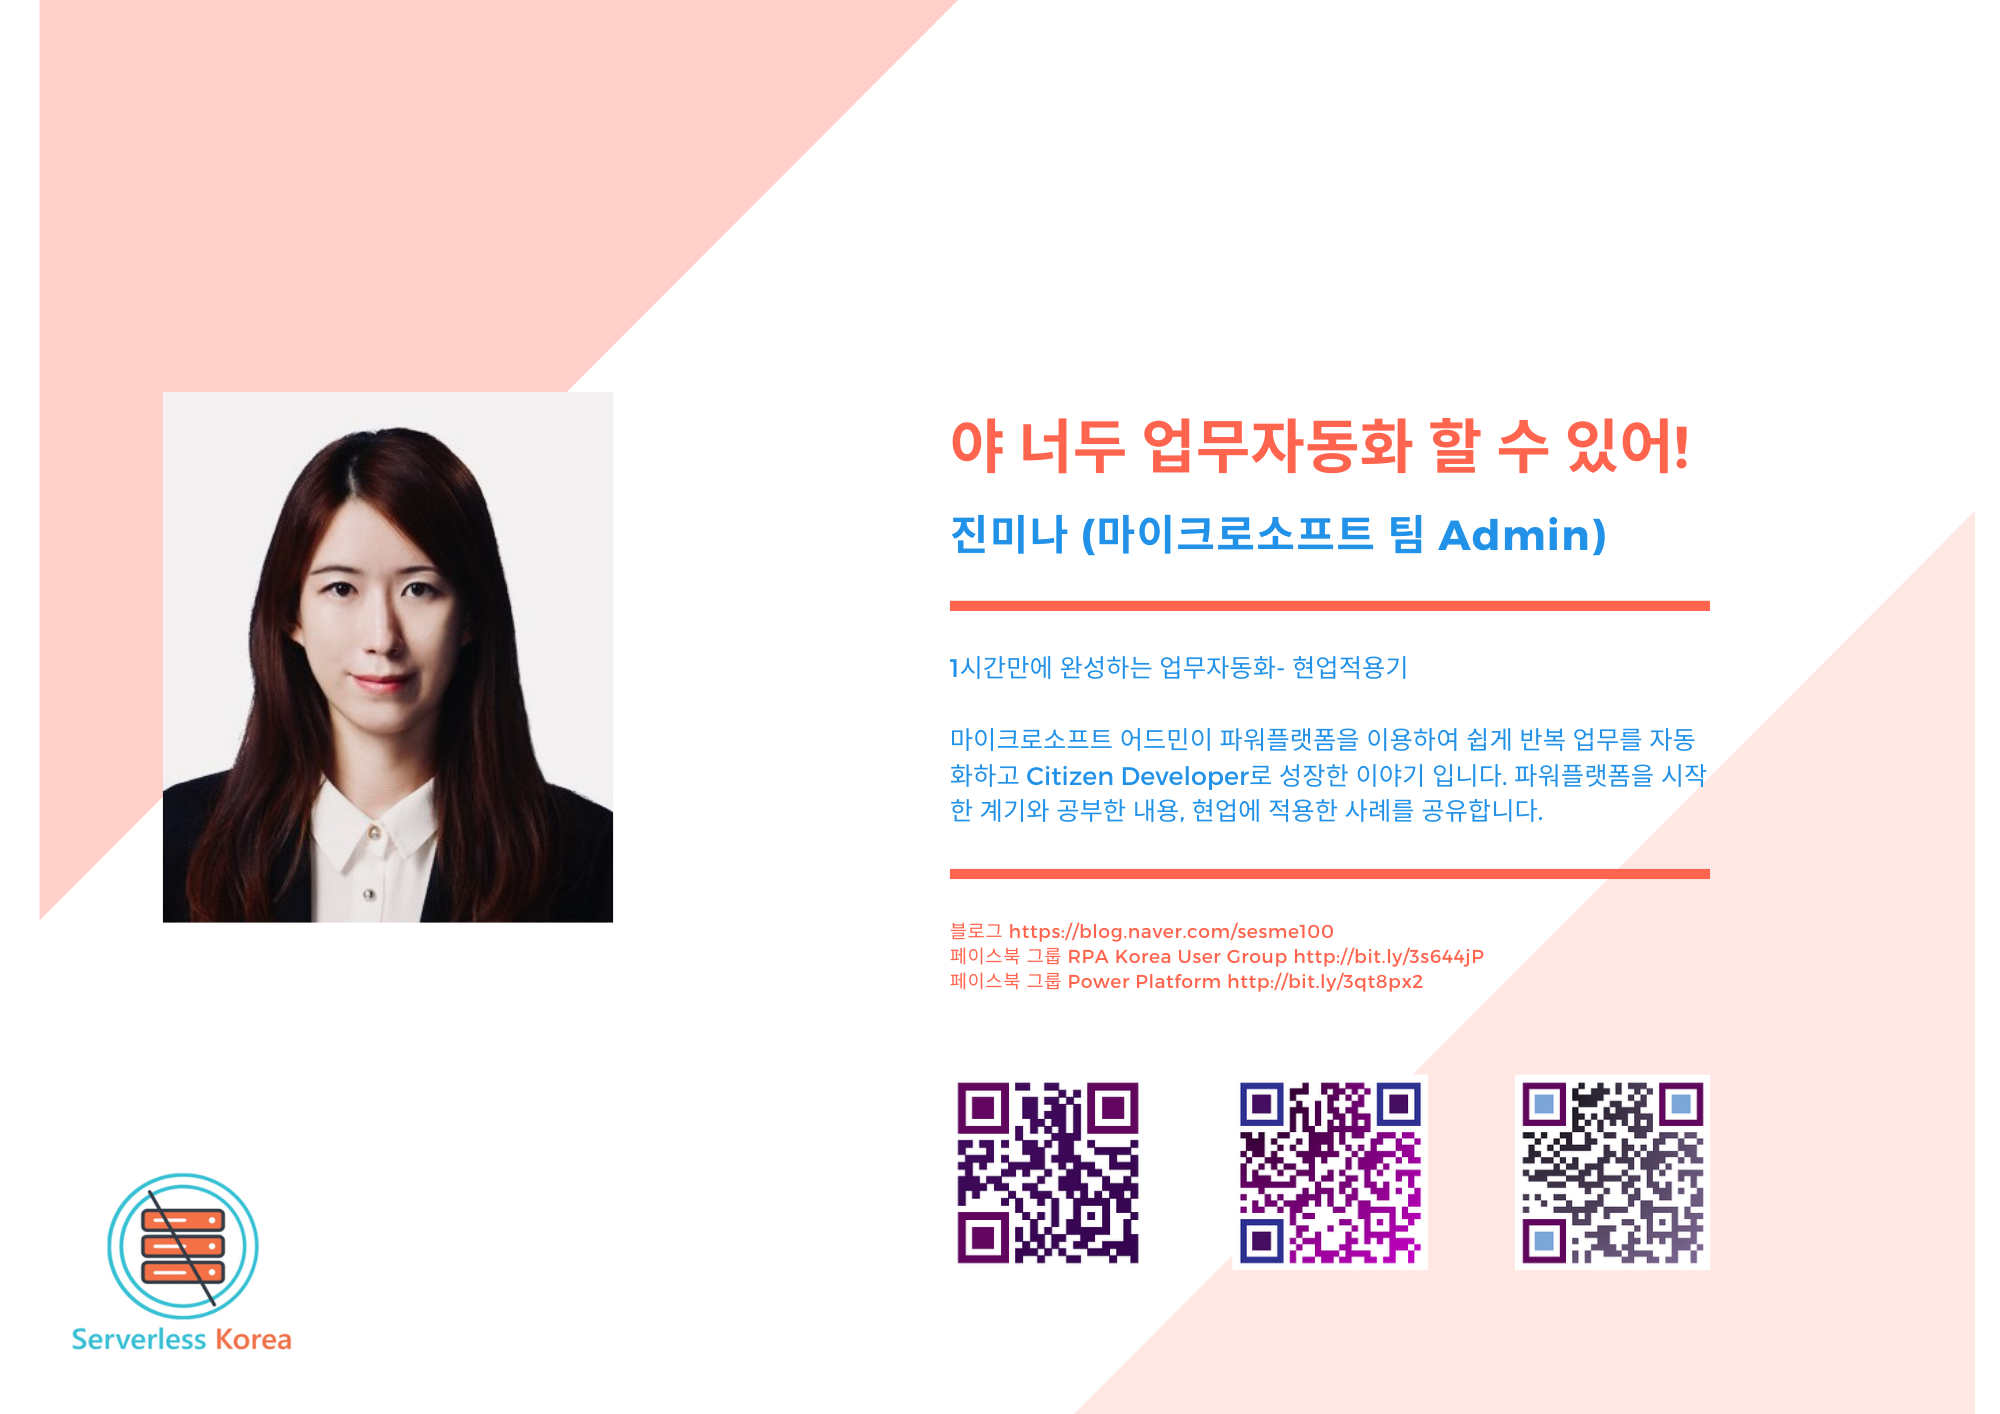 야 너두 업무자동화 할 수 있어!
진미나 (마이크로소프트 팀 Admin)
1시간만에 완성하는 업무자동화- 현업적용기
마이크로소프트 어드민이 파워플랫폼을 이용하여 쉽게 반복 업무를 자동
화하고 Citizen Developer로 성장한 이야기 입니다. 파워플랫폼을 시작
한 계기와 공부한 내용, 현업에 적용한 사례를 공유합니다.
블로그 https://blog.naver.com/sesme100
페이스북 그룹 RPA Korea User Group http://bit.ly/3s644jP
페이스북 그룹 Power Platform http://bit.ly/3qt8px2
Serverless Korea